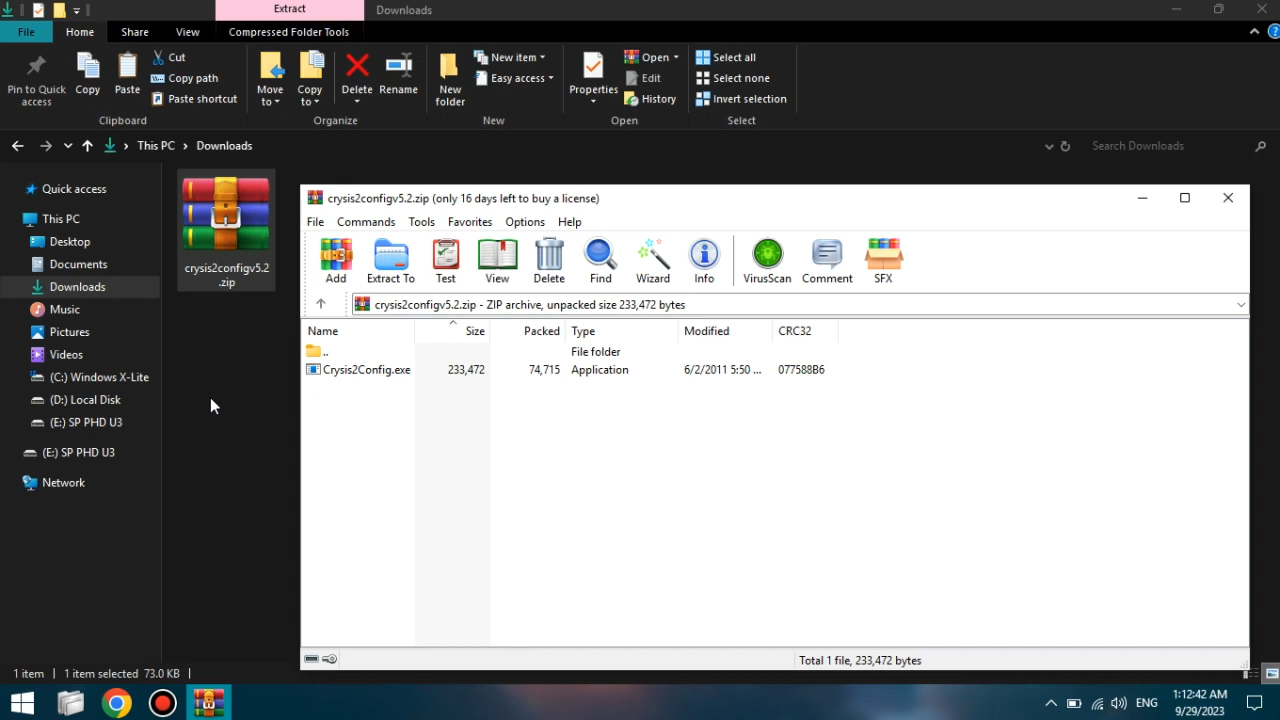 Extract Downloads
File Home Share View Compressed Folder Tools
Pin to Quick access
Copy
Paste
Cut
Copy path
Paste shortcut
Clipboard
Move to
Copy to
Delete
Rename
Organize
New folder
New item
Easy access
New
Properties
Open
Edit
History
Open
Select all
Select none
Invert selection
Select
This PC Downloads
Search Downloads
Quick access
This PC
Desktop
Documents
Downloads
Music
Pictures
Videos
(C:) Windows X-Lite
(D:) Local Disk
(E:) SP PHD U3
(E:) SP PHD U3
Network
crysis2configv5.2
.zip
crysis2configv5.2.zip (only 16 days left to buy a license)
File Commands Tools Favorites Options Help
Add Extract To Test View Delete Find Wizard Info VirusScan Comment SFX
crysis2configv5.2.zip - ZIP archive, unpacked size 233,472 bytes
Name Size Packed Type Modified CRC32
.. File folder
Crysis2Config.exe 233,472 74,715 Application 6/2/2011 5:50 ... 077588B6
Total 1 file, 233,472 bytes
1 item 1 item selected 73.0 KB
ENG
1:12:42 AM
9/29/2023